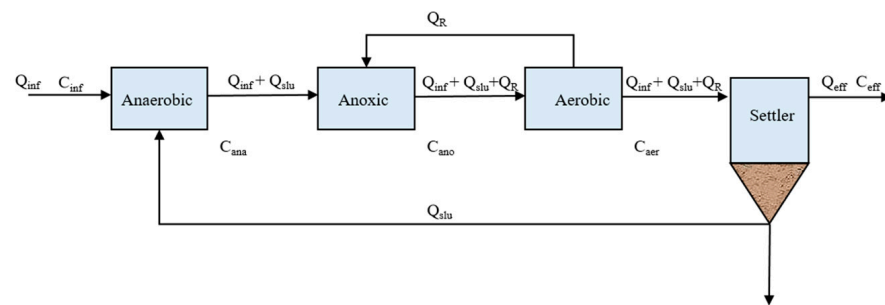 Q_R
Q_inf C_inf
Q_inf + Q_slu
Q_inf + Q_slu+Q_R
Q_inf + Q_slu+Q_R
Q_eff C_eff
Anaerobic
Anoxic
Aerobic
Settler
C_ana
C_ano
C_aer
Q_slu